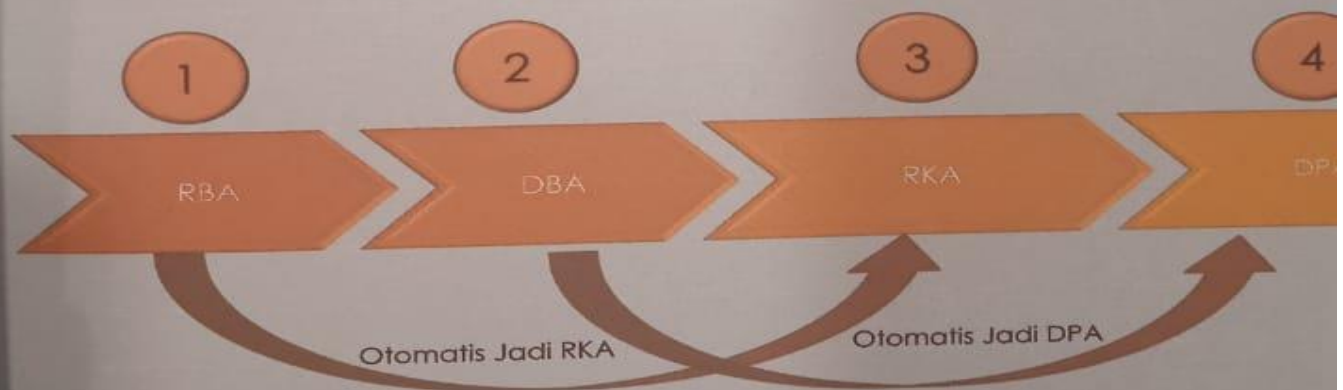 1
2
3
4
RBA
DBA
RKA
Otomatis Jadi RKA
Otomatis Jadi DPA